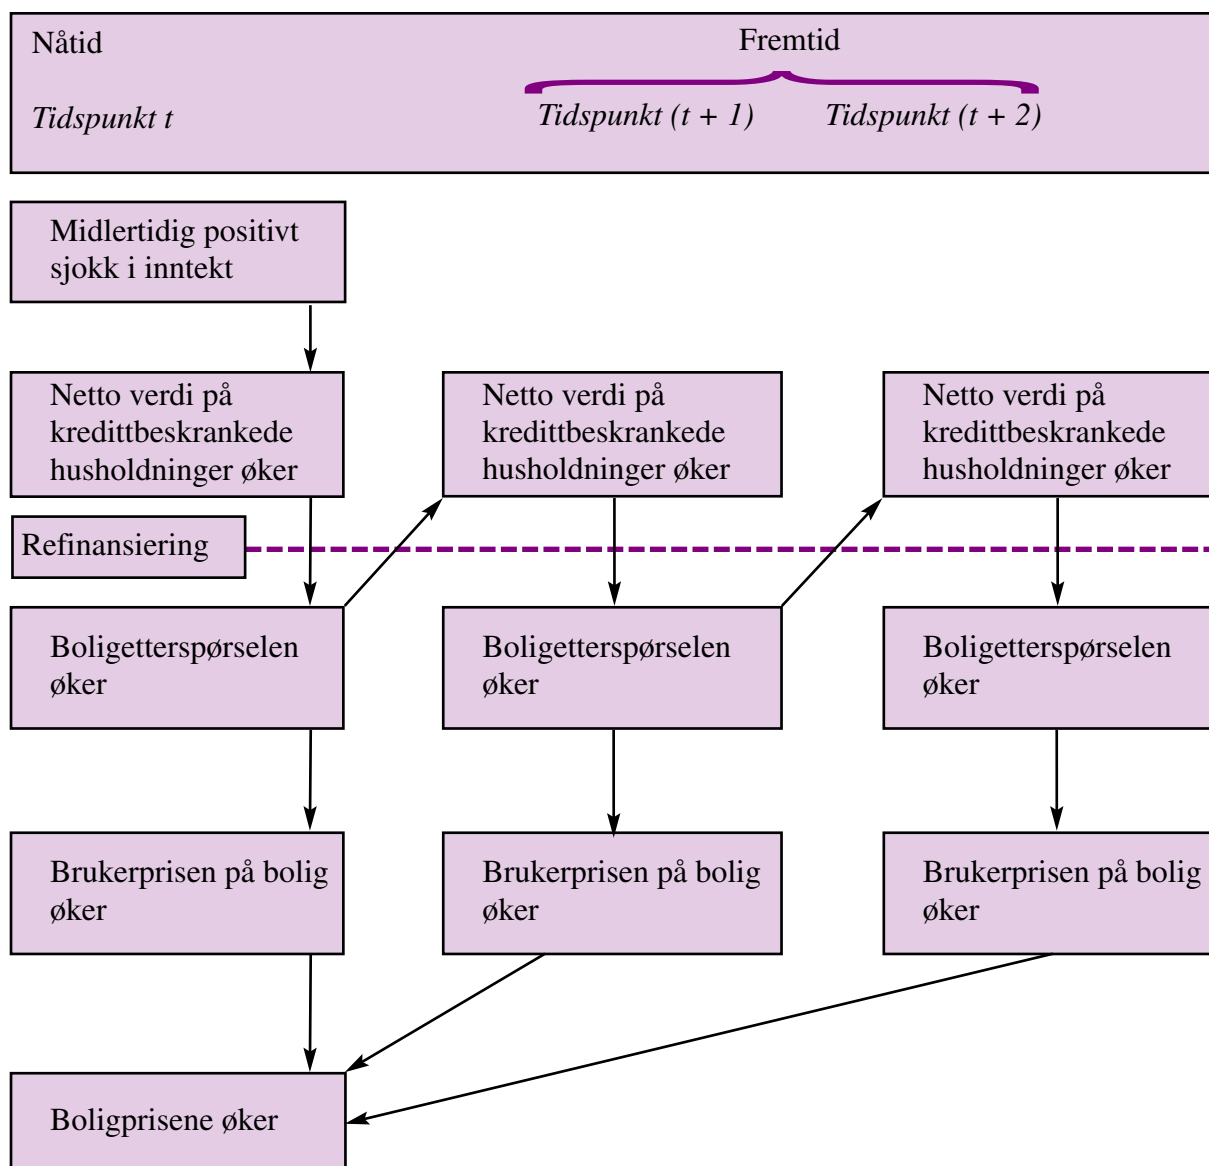 Nåtid
Fremtid
Tidspunkt t
Tidspunkt (t + 1)
Tidspunkt (t + 2)
Midlertidig positivt
sjokk i inntekt
Netto verdi på
kredittbeskrankede
husholdninger øker
Netto verdi på
kredittbeskrankede
husholdninger øker
Netto verdi på
kredittbeskrankede
husholdninger øker
Refinansiering
Boligetterspørselen
øker
Boligetterspørselen
øker
Boligetterspørselen
øker
Brukerprisen på bolig
øker
Brukerprisen på bolig
øker
Brukerprisen på bolig
øker
Boligprisene øker